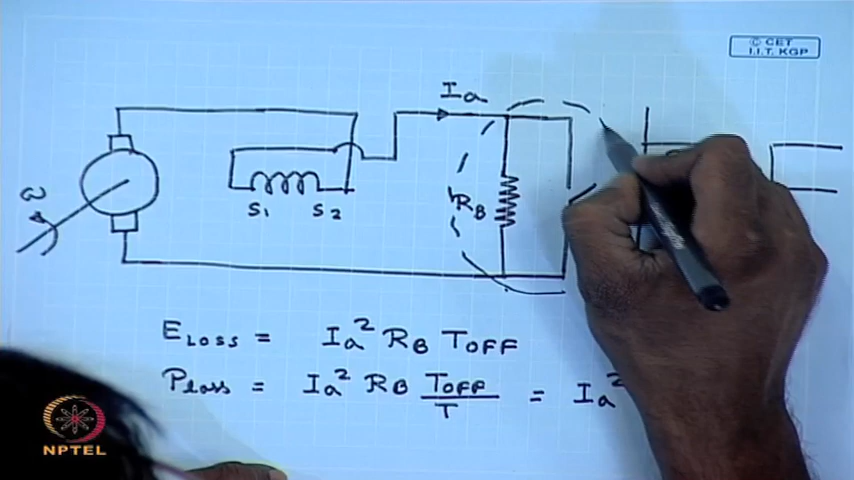 © CET
I.I.T. KGP
Ia
ω
S1 S2
RB
ELOSS = Ia² RB TOFF
PLoss = Ia² RB TOFF/T = Ia²
NPTEL